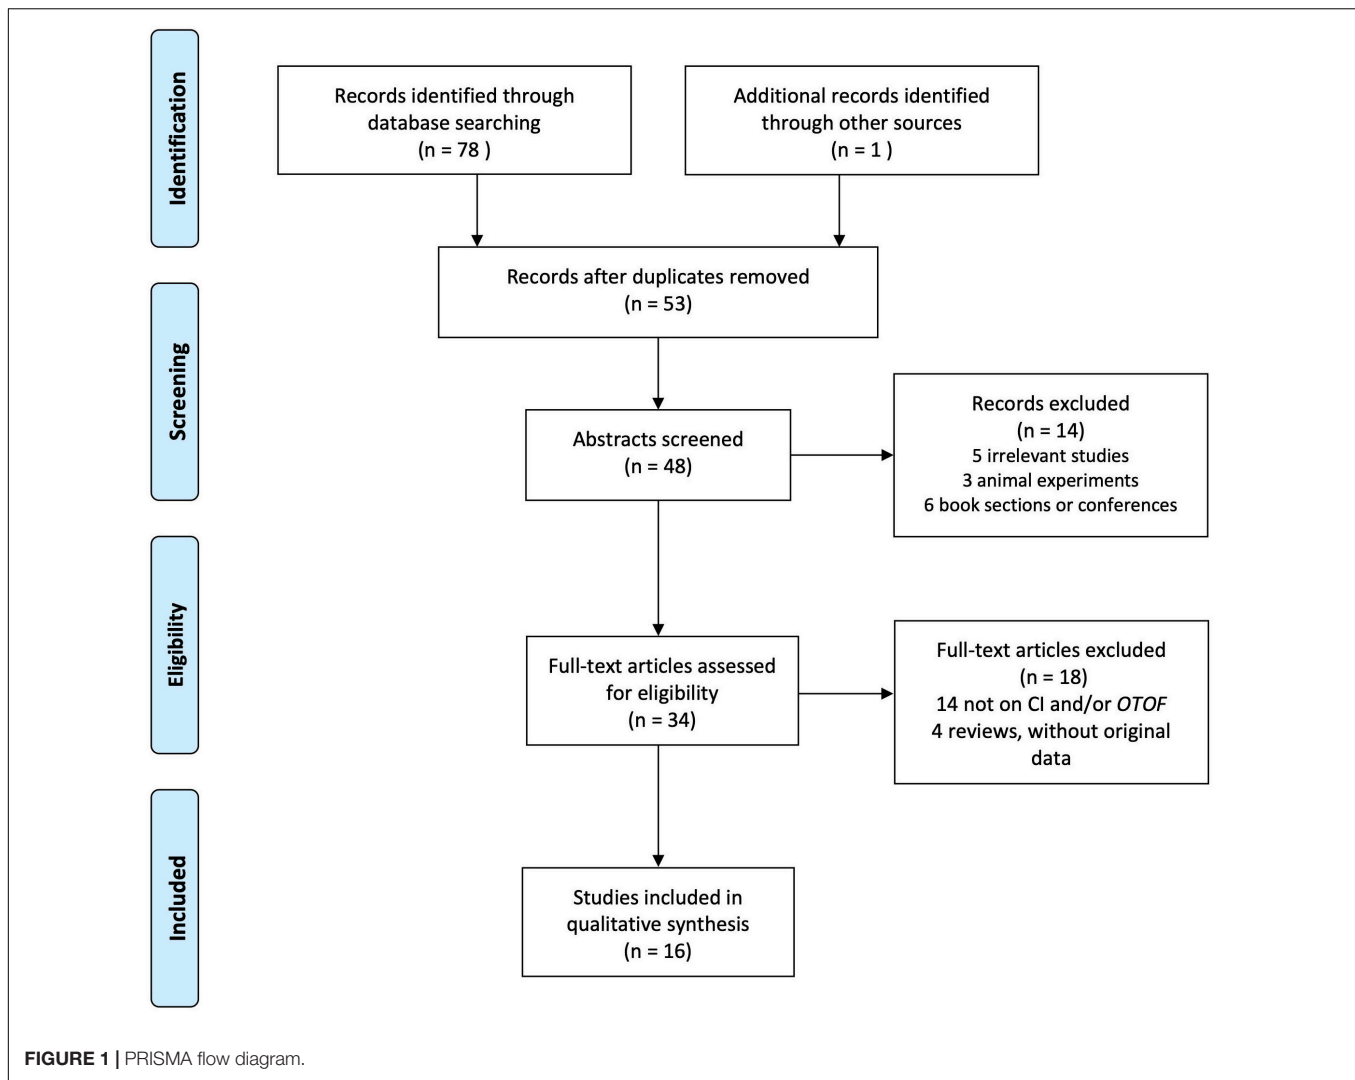 Identification
Records identified through
database searching
(n = 78 )
Additional records identified
through other sources
(n = 1 )
Records after duplicates removed
(n = 53)
Screening
Abstracts screened
(n = 48)
Records excluded
(n = 14)
5 irrelevant studies
3 animal experiments
6 book sections or conferences
Eligibility
Full-text articles assessed
for eligibility
(n = 34)
Full-text articles excluded
(n = 18)
14 not on CI and/or OTOF
4 reviews, without original
data
Included
Studies included in
qualitative synthesis
(n = 16)
FIGURE 1 | PRISMA flow diagram.